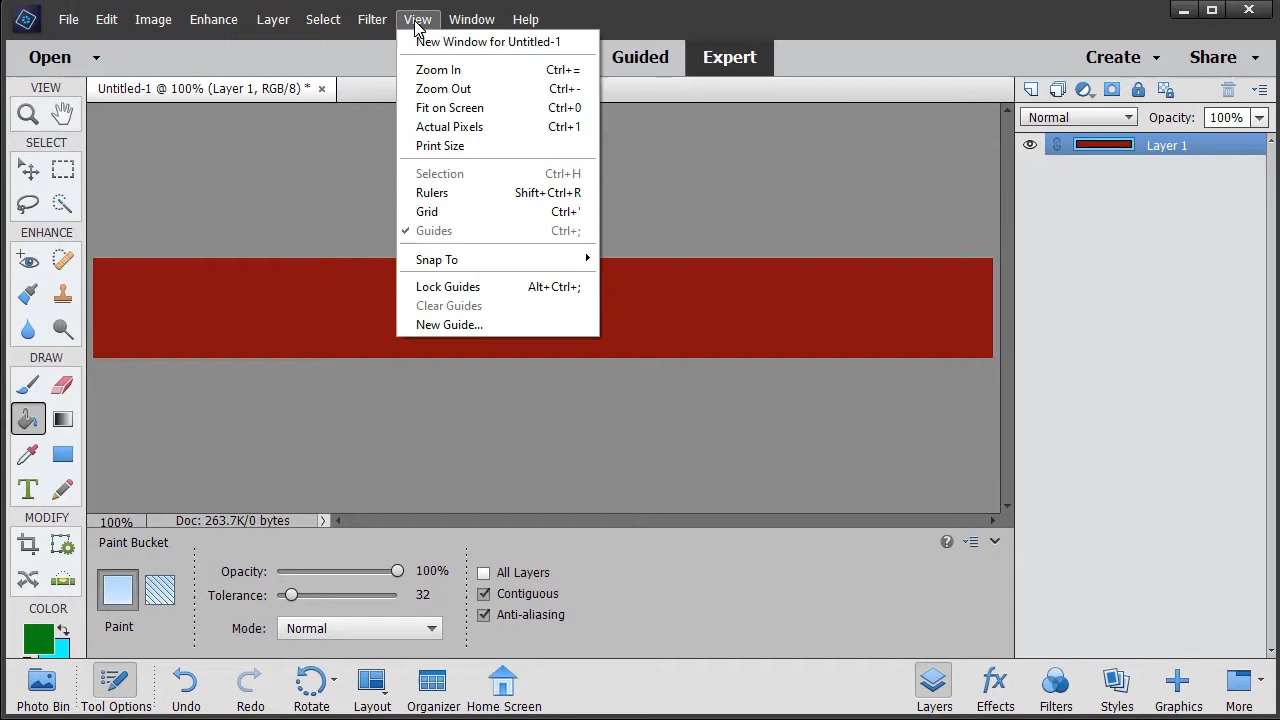 File Edit Image Enhance Layer Select Filter View Window Help
Open Guided Expert Create Share
Untitled-1 @ 100% (Layer 1, RGB/8) * ×
New Window for Untitled-1
Zoom In Ctrl+=
Zoom Out Ctrl+-
Fit on Screen Ctrl+0
Actual Pixels Ctrl+1
Print Size
Selection Ctrl+H
Rulers Shift+Ctrl+R
Grid Ctrl+'
Guides Ctrl+;
Snap To
Lock Guides Alt+Ctrl+;
Clear Guides
New Guide...
VIEW
SELECT
ENHANCE
DRAW
MODIFY
COLOR
Normal Opacity: 100%
Layer 1
100% Doc: 263.7K/0 bytes
Paint Bucket
Paint
Opacity: 100%
Tolerance: 32
Mode: Normal
All Layers
Contiguous
Anti-aliasing
Photo Bin Tool Options Undo Redo Rotate Layout Organizer Home Screen Layers Effects Filters Styles Graphics More